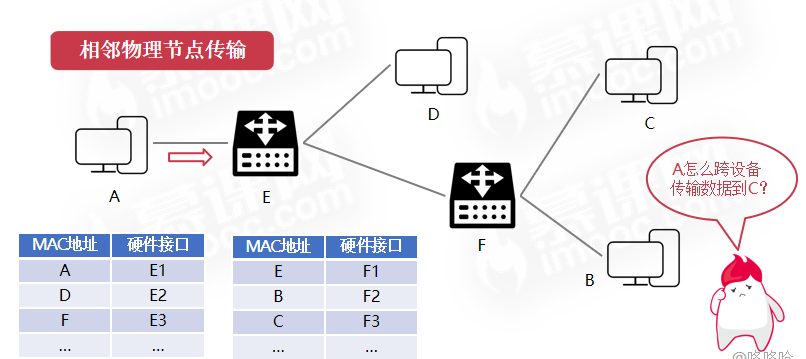 相邻物理节点传输
慕课网
imooc.com
D
C
A
E
F
B
A怎么跨设备
传输数据到C?
MAC地址 硬件接口
A E1
D E2
F E3
... ...
MAC地址 硬件接口
E F1
B F2
C F3
... ...
@咚咚呛